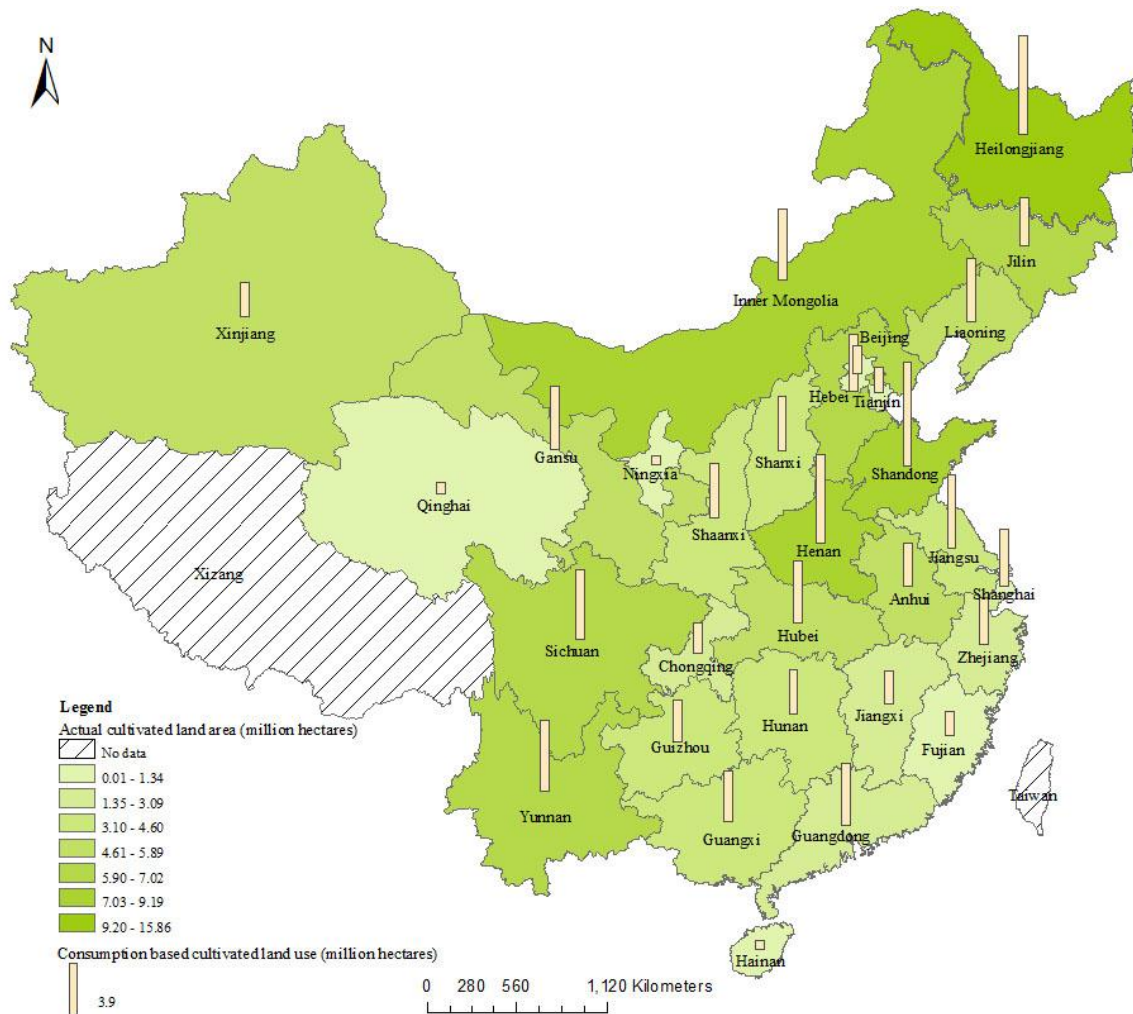 N
Heilongjiang
Jilin
Inner Mongolia
Liaoning
Xinjiang
Beijing
Hebei
Tianjin
Gansu
Ningxia
Shanxi
Shandong
Qinghai
Shaanxi
Henan
Jiangsu
Xizang
Anhui
Shanghai
Hubei
Sichuan
Zhejiang
Chongqing
Hunan
Jiangxi
Guizhou
Fujian
Taiwan
Yunnan
Guangxi
Guangdong
Hainan
Legend
Actual cultivated land area (million hectares)
No data
0.01 - 1.34
1.35 - 3.09
3.10 - 4.60
4.61 - 5.89
5.90 - 7.02
7.03 - 9.19
9.20 - 15.86
Consumption based cultivated land use (million hectares)
3.9
0 280 560 1,120 Kilometers